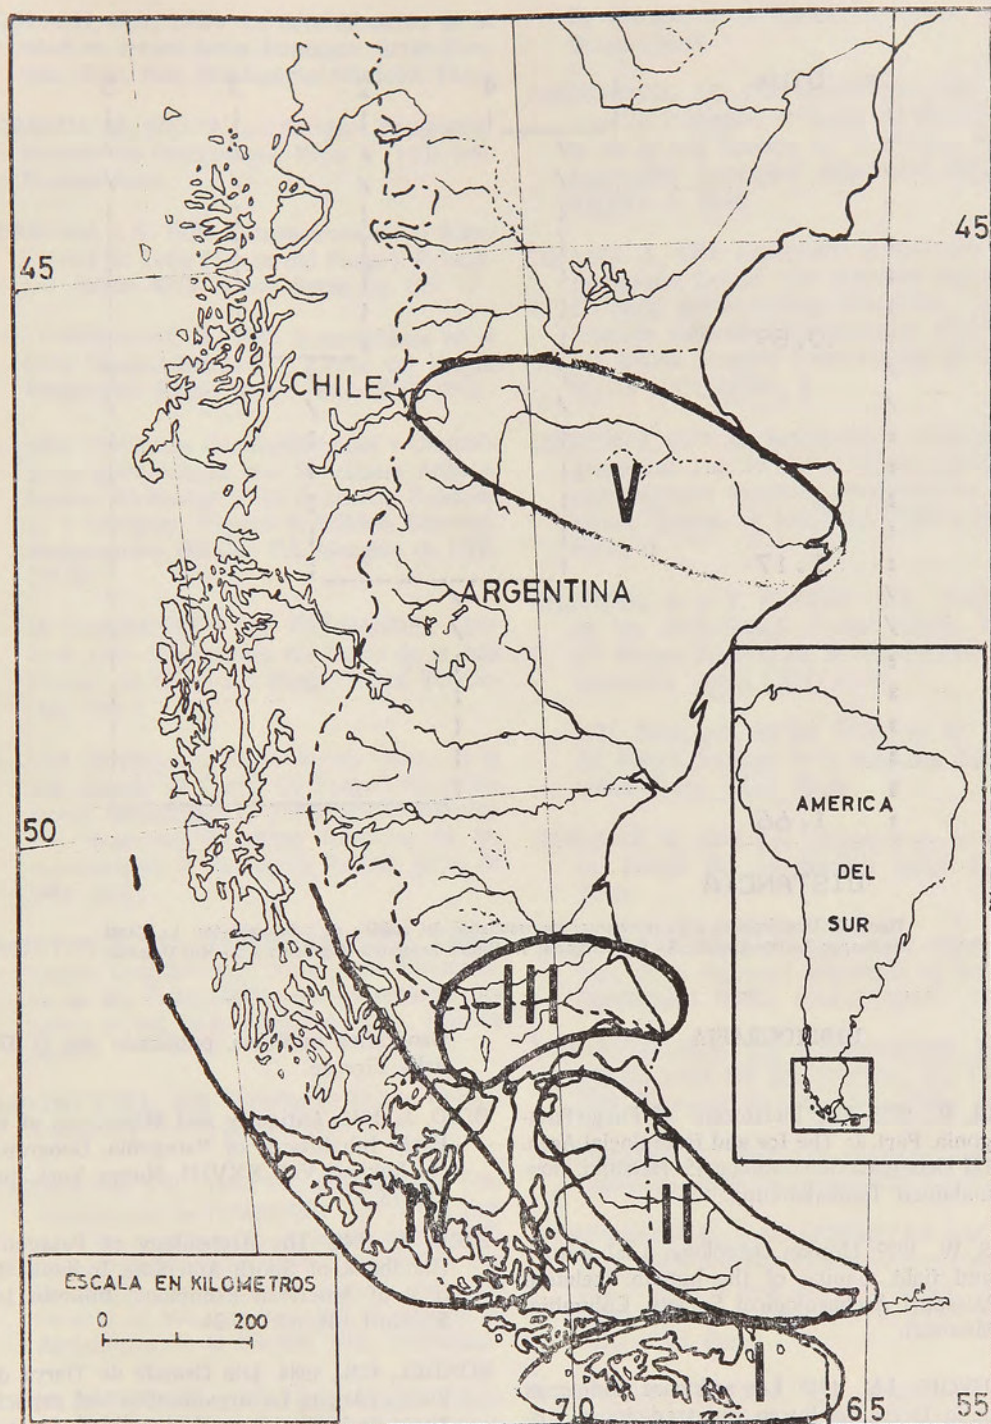 45
45
CHILE
V
ARGENTINA
AMERICA
DEL
SUR
50
III
IV
II
ESCALA EN KILOMETROS
0 200
I
70
65
55